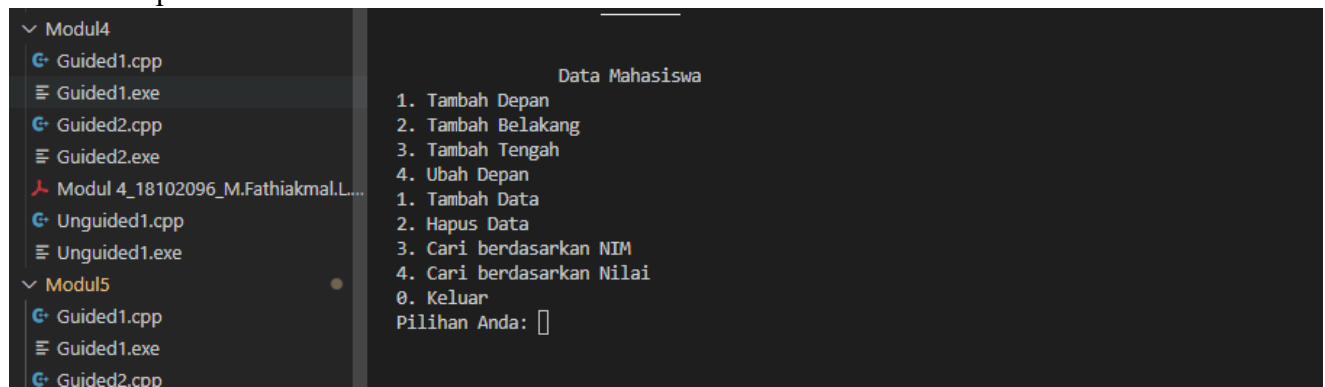 Modul4
Guided1.cpp
Guided1.exe
Guided2.cpp
Guided2.exe
Modul 4_18102096_M.Fathiakmal.L....
Unguided1.cpp
Unguided1.exe
Modul5
Guided1.cpp
Guided1.exe
Guided2.cpp
Data Mahasiswa
1. Tambah Depan
2. Tambah Belakang
3. Tambah Tengah
4. Ubah Depan
1. Tambah Data
2. Hapus Data
3. Cari berdasarkan NIM
4. Cari berdasarkan Nilai
0. Keluar
Pilihan Anda: